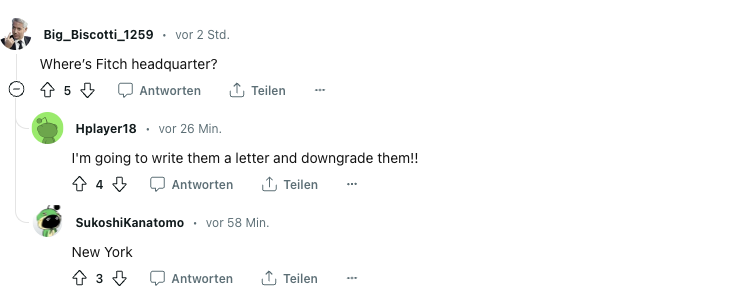 Big_Biscotti_1259 • vor 2 Std.
Where’s Fitch headquarter?
5 Antworten Teilen ...
Hplayer18 • vor 26 Min.
I'm going to write them a letter and downgrade them!!
4 Antworten Teilen ...
SukoshiKanatomo • vor 58 Min.
New York
3 Antworten Teilen ...